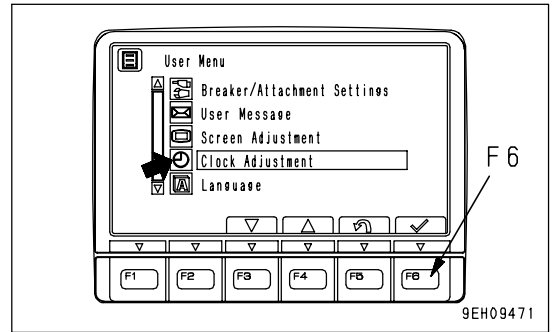 User Menu
Breaker/Attachment Settings
User Message
Screen Adjustment
Clock Adjustment
A Language
F6
F1 F2 F3 F4 F5 F6
9EH09471